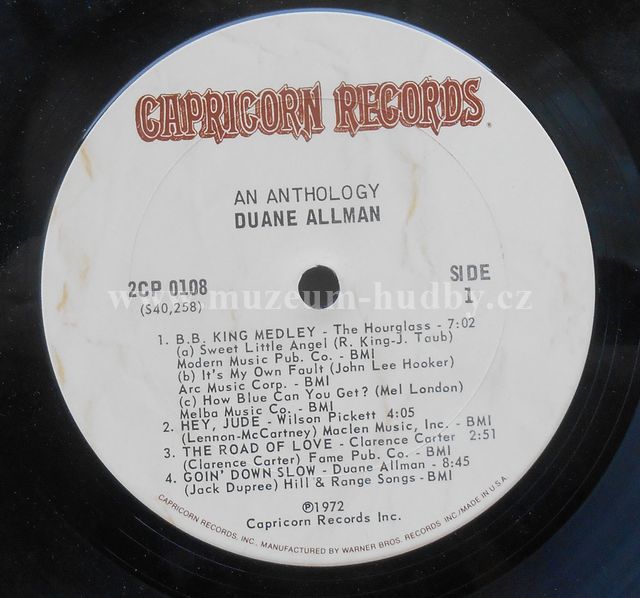 CAPRICORN RECORDS
AN ANTHOLOGY
DUANE ALLMAN
2CP 0108
(S40,258)
SIDE
1
www.muzeum-hudby.cz
1. B.B. KING MEDLEY - The Hourglass - 7:02
(a) Sweet Little Angel (R. King-J. Taub)
Modern Music Pub. Co. - BMI
(b) It's My Own Fault (John Lee Hooker)
Arc Music Corp. - BMI
(c) How Blue Can You Get? (Mel London)
Melba Music Co. - BMI
2. HEY, JUDE - Wilson Pickett 4:05
(Lennon-McCartney) Maclen Music, Inc. - BMI
3. THE ROAD OF LOVE - Clarence Carter 2:51
(Clarence Carter) Fame Pub. Co. - BMI
4. GOIN' DOWN SLOW - Duane Allman - 8:45
(Jack Dupree) Hill & Range Songs - BMI
℗1972
Capricorn Records Inc.
CAPRICORN RECORDS, INC., MANUFACTURED BY WARNER BROS. RECORDS INC./MADE IN U.S.A.